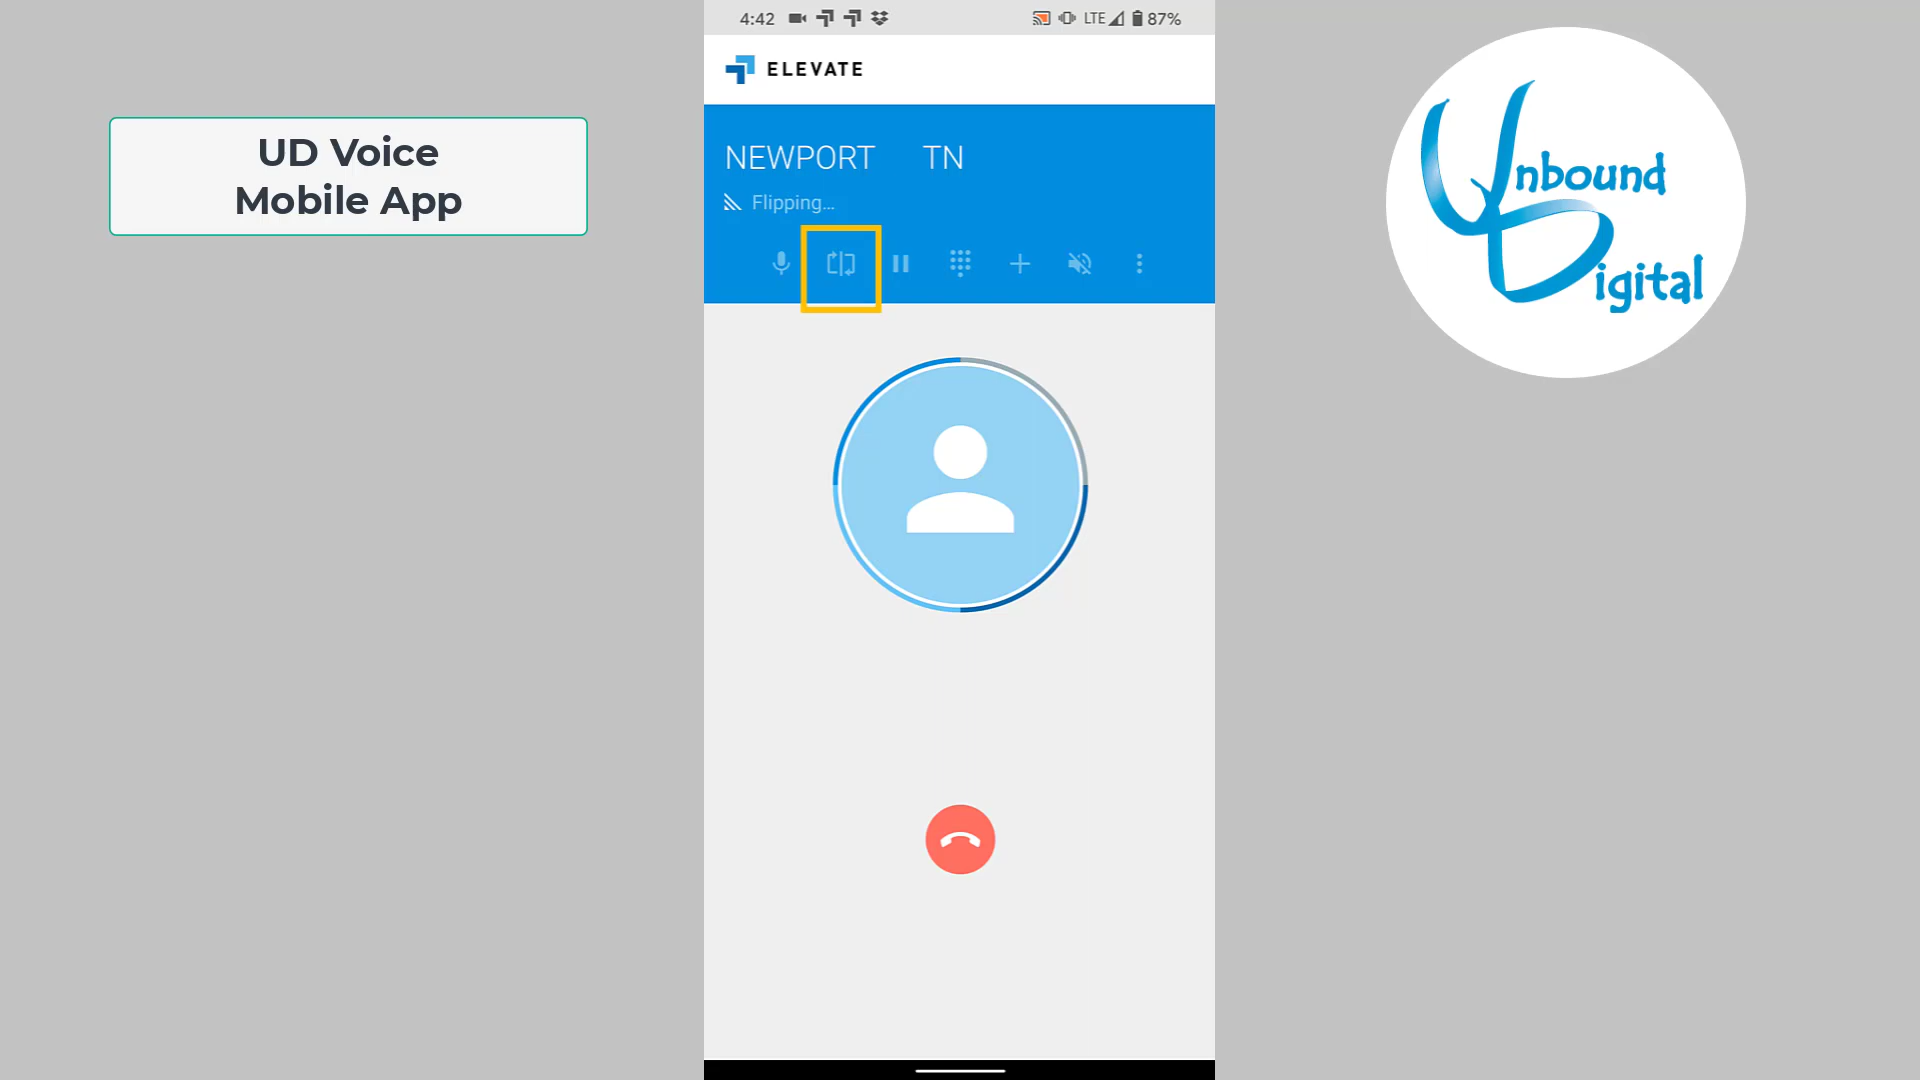 UD Voice
Mobile App
4:42 LTE 87%
ELEVATE
NEWPORT TN
Flipping...
Unbound
Digital